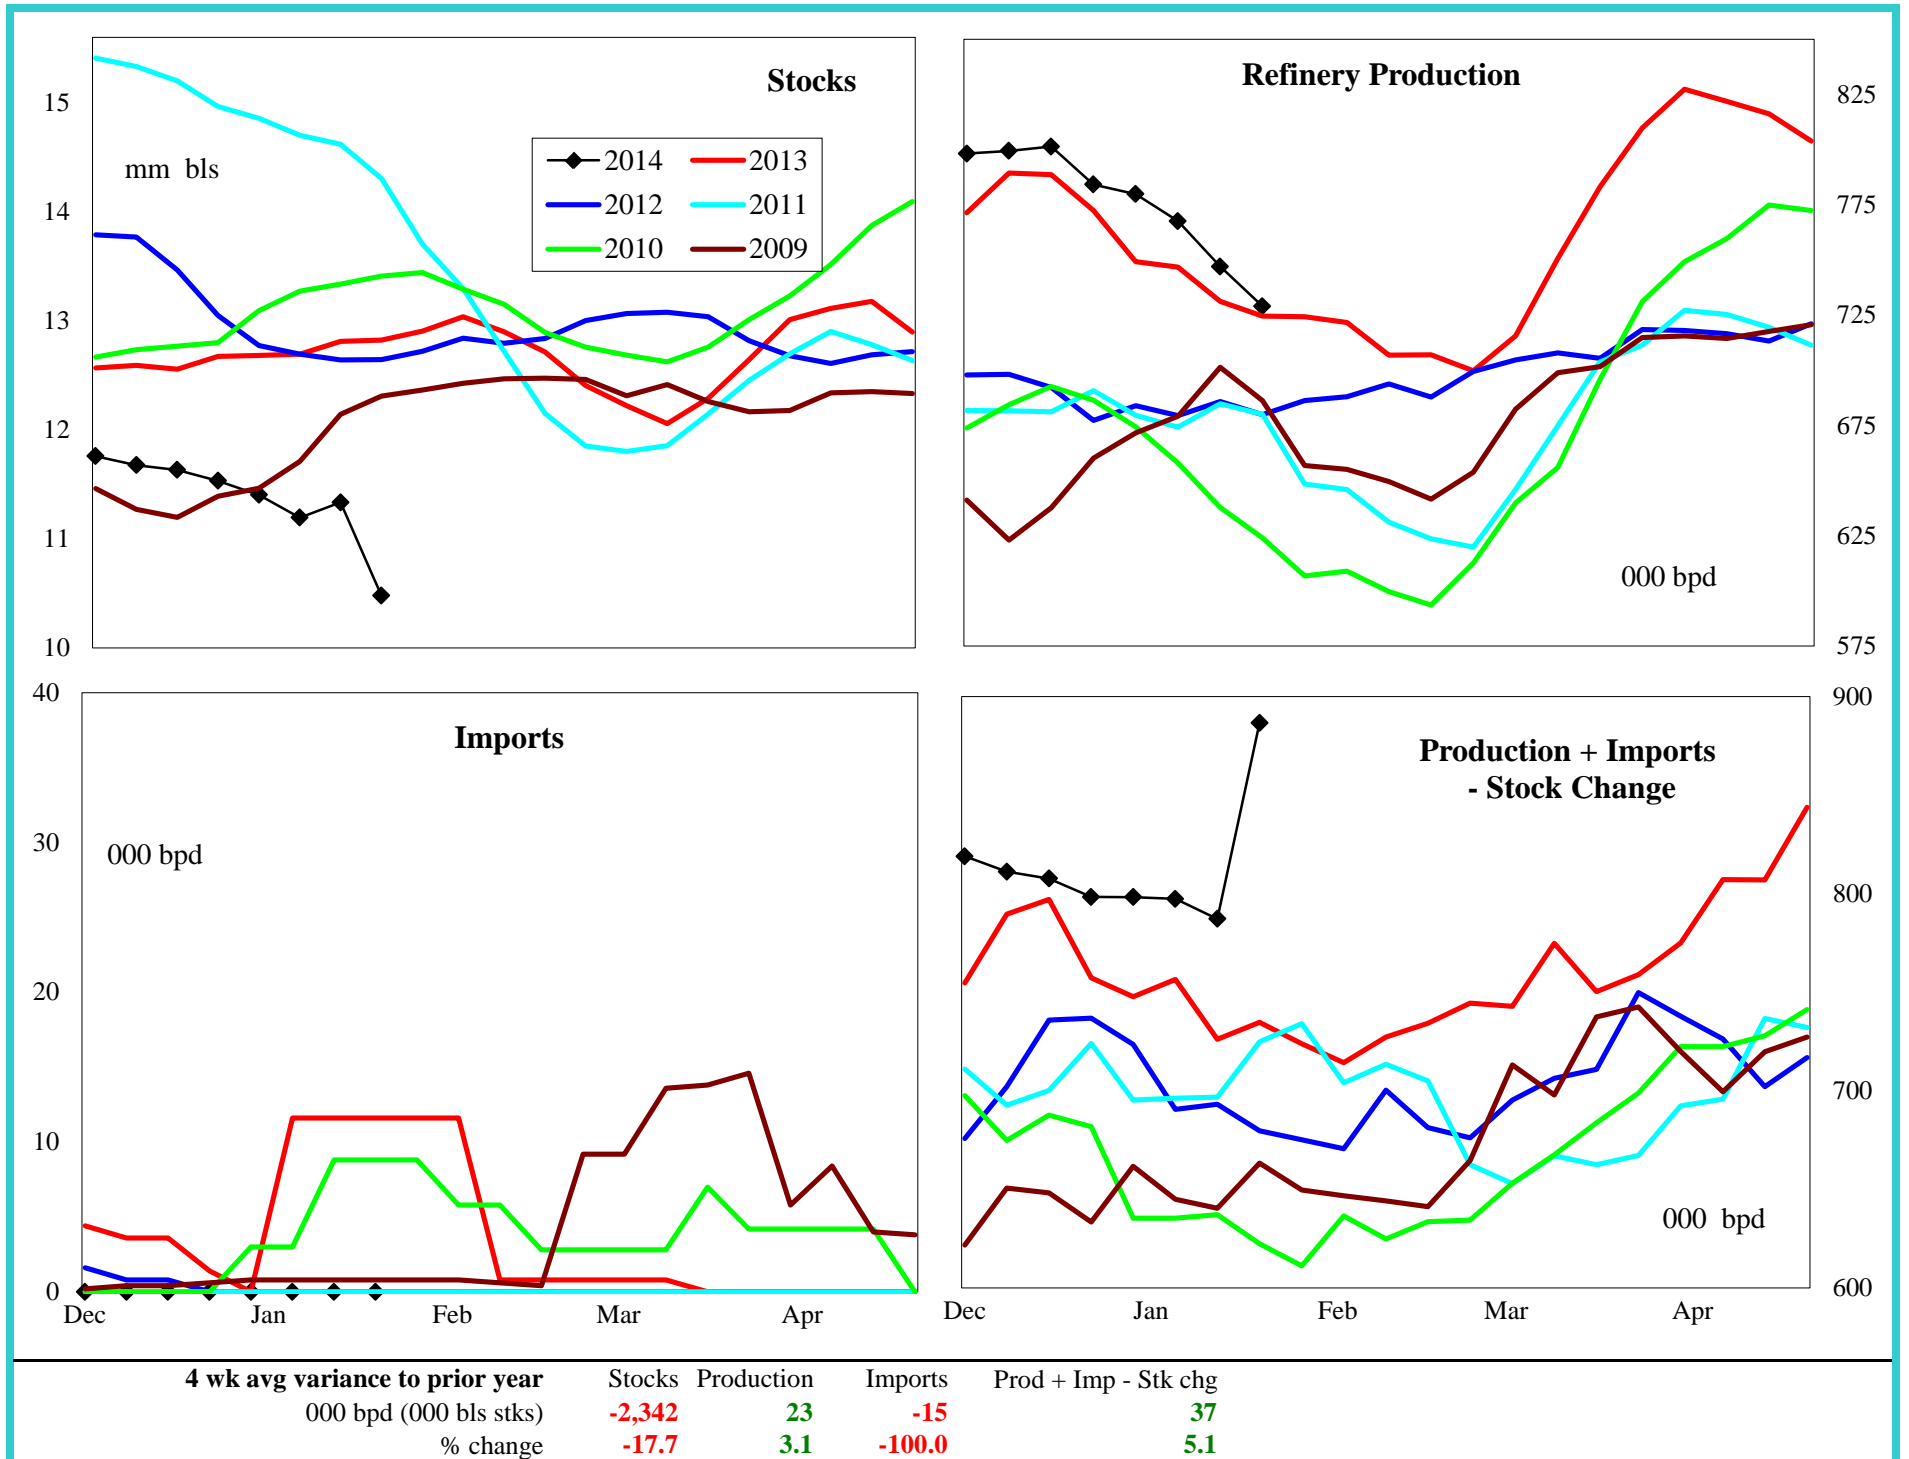 Stocks
15
mm bls
14
13
12
11
10
2014
2013
2012
2011
2010
2009
Refinery Production
825
775
725
675
625
000 bpd
575
40
Imports
30
000 bpd
20
10
0
Dec Jan Feb Mar Apr
900
Production + Imports
- Stock Change
800
700
000 bpd
600
Dec Jan Feb Mar Apr
4 wk avg variance to prior year Stocks Production Imports Prod + Imp - Stk chg
000 bpd (000 bls stks) -2,342 23 -15 37
% change -17.7 3.1 -100.0 5.1